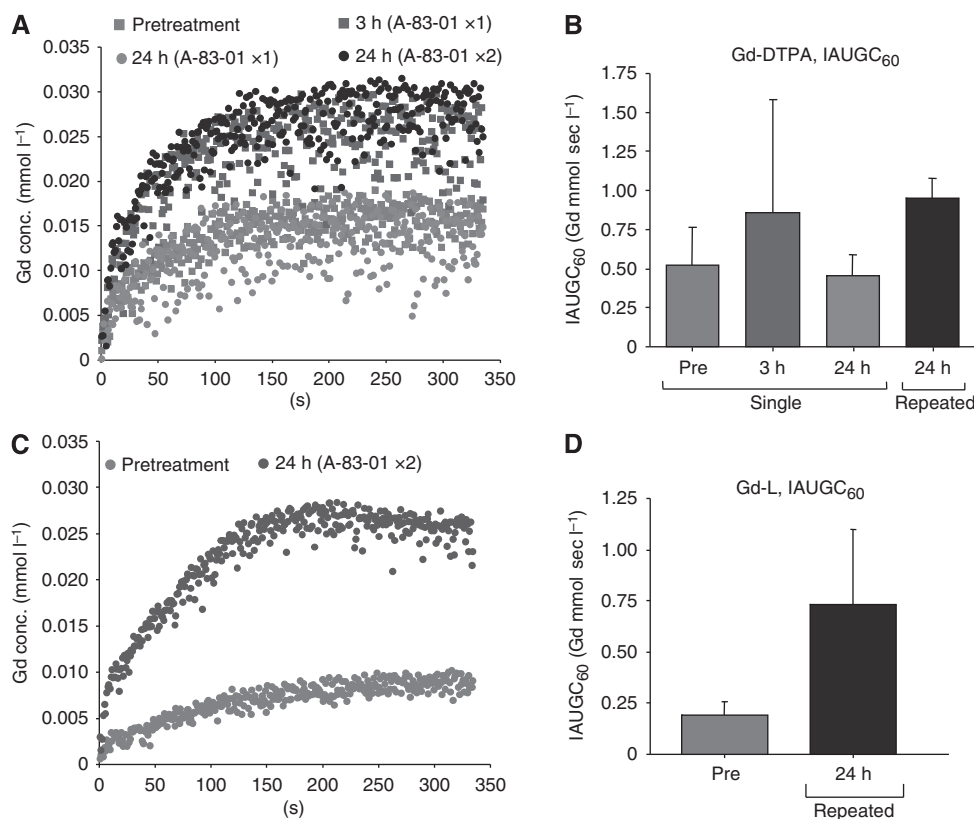 A
Pretreatment
3 h (A-83-01 ×1)
24 h (A-83-01 ×1)
24 h (A-83-01 ×2)
Gd conc. (mmol l⁻¹)
0.035
0.030
0.025
0.020
0.015
0.010
0.005
0
0 50 100 150 200 250 300 350
(s)
B
Gd-DTPA, IAUGC₆₀
IAUGC₆₀ (Gd mmol sec l⁻¹)
1.75
1.50
1.25
1.00
0.75
0.50
0.25
0
Pre 3 h 24 h 24 h
Single Repeated
C
Pretreatment
24 h (A-83-01 ×2)
Gd conc. (mmol l⁻¹)
0.035
0.030
0.025
0.020
0.015
0.010
0.005
0
0 50 100 150 200 250 300 350
(s)
D
Gd-L, IAUGC₆₀
IAUGC₆₀ (Gd mmol sec l⁻¹)
1.25
1.00
0.75
0.50
0.25
0
Pre 24 h
Repeated